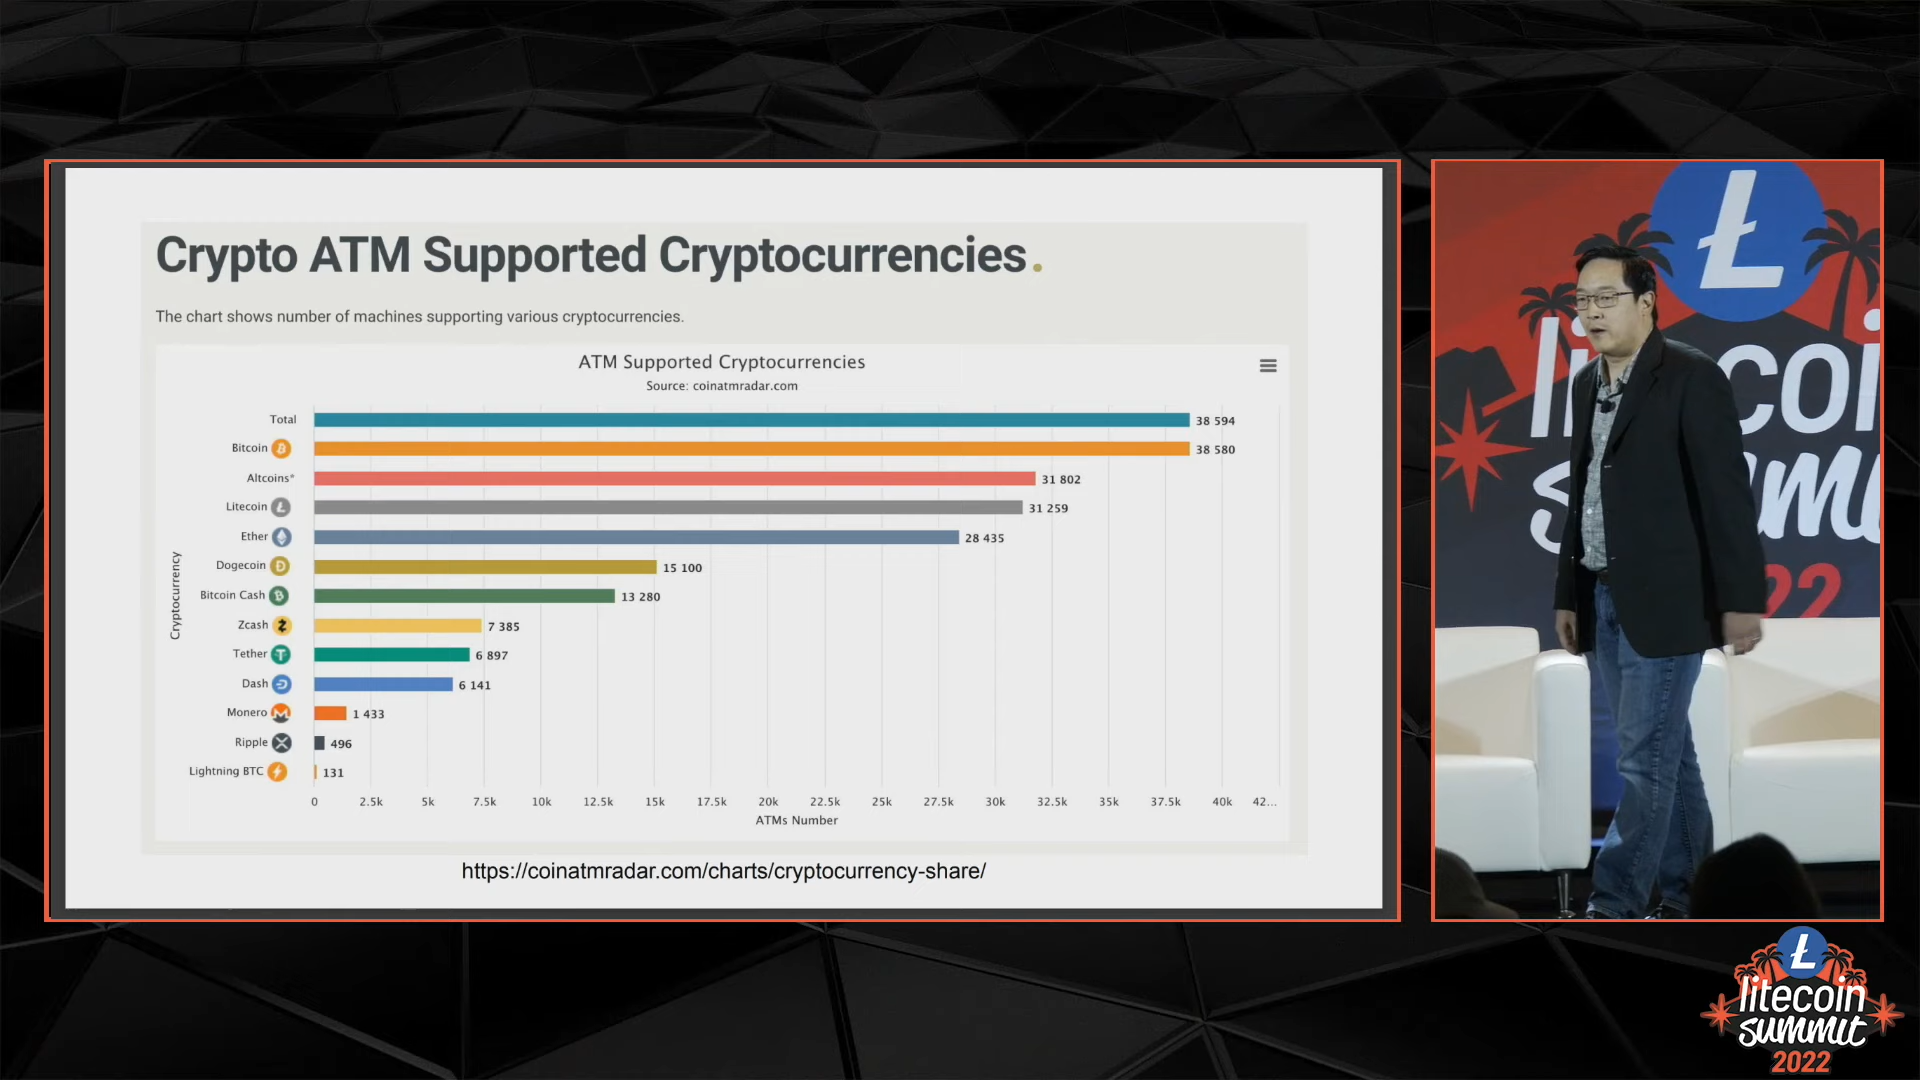 Crypto ATM Supported Cryptocurrencies.
The chart shows number of machines supporting various cryptocurrencies.
ATM Supported Cryptocurrencies
Source: coinatmradar.com
Cryptocurrency
Total 38 594
Bitcoin 38 580
Altcoins* 31 802
Litecoin 31 259
Ether 28 435
Dogecoin 15 100
Bitcoin Cash 13 280
Zcash 7 385
Tether 6 897
Dash 6 141
Monero 1 433
Ripple 496
Lightning BTC 131
0 2.5k 5k 7.5k 10k 12.5k 15k 17.5k 20k 22.5k 25k 27.5k 30k 32.5k 35k 37.5k 40k 42...
ATMs Number
https://coinatmradar.com/charts/cryptocurrency-share/
litecoin
summit
2022